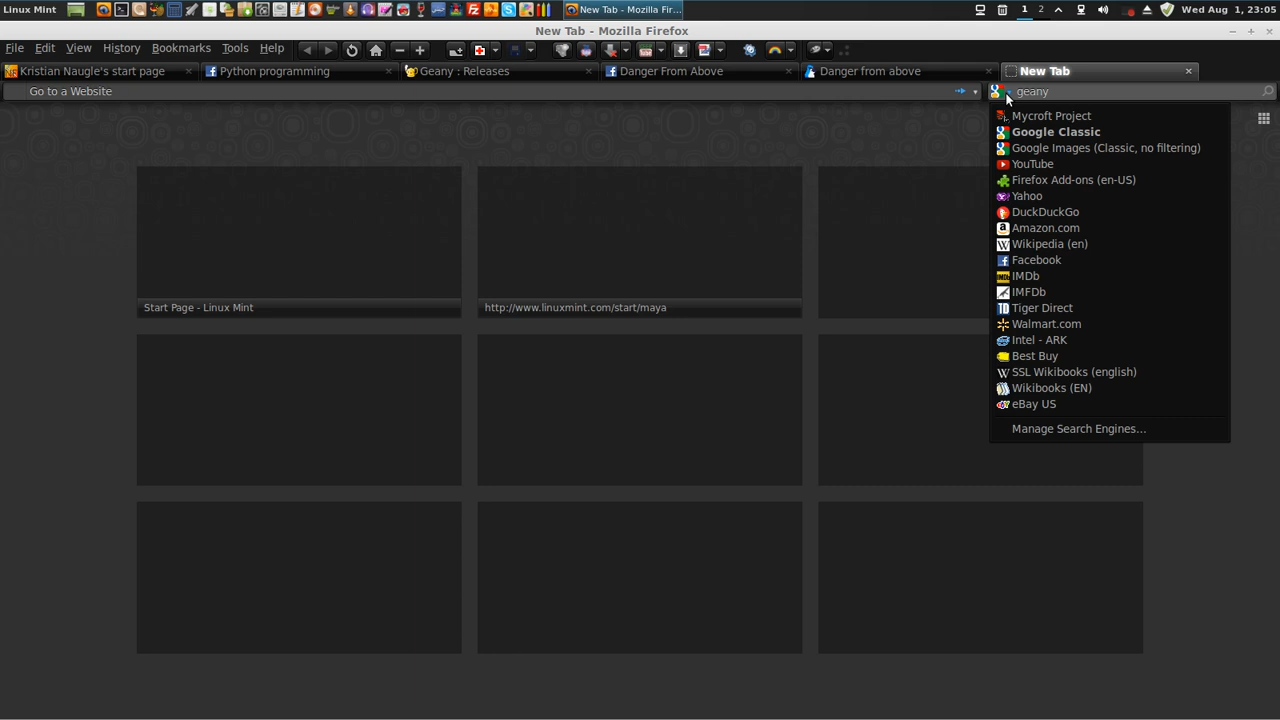 Linux Mint
New Tab - Mozilla Fir...
1 2
Wed Aug 1, 23:05
New Tab - Mozilla Firefox
File Edit View History Bookmarks Tools Help
Kristian Naugle's start page
Python programming
Geany : Releases
Danger From Above
Danger from above
New Tab
Go to a Website
geany
Mycroft Project
Google Classic
Google Images (Classic, no filtering)
YouTube
Firefox Add-ons (en-US)
Yahoo
DuckDuckGo
Amazon.com
Wikipedia (en)
Facebook
IMDb
IMFDb
Tiger Direct
Walmart.com
Intel - ARK
Best Buy
SSL Wikibooks (english)
Wikibooks (EN)
eBay US
Manage Search Engines...
Start Page - Linux Mint
http://www.linuxmint.com/start/maya